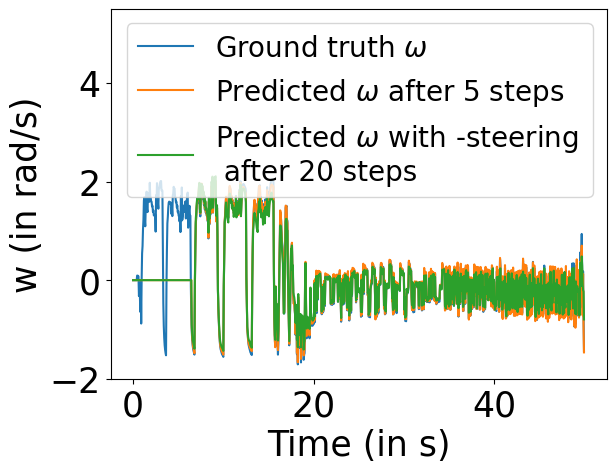 Ground truth ω
Predicted ω after 5 steps
Predicted ω with -steering
after 20 steps
4
2
0
−2
w (in rad/s)
0
20
40
Time (in s)